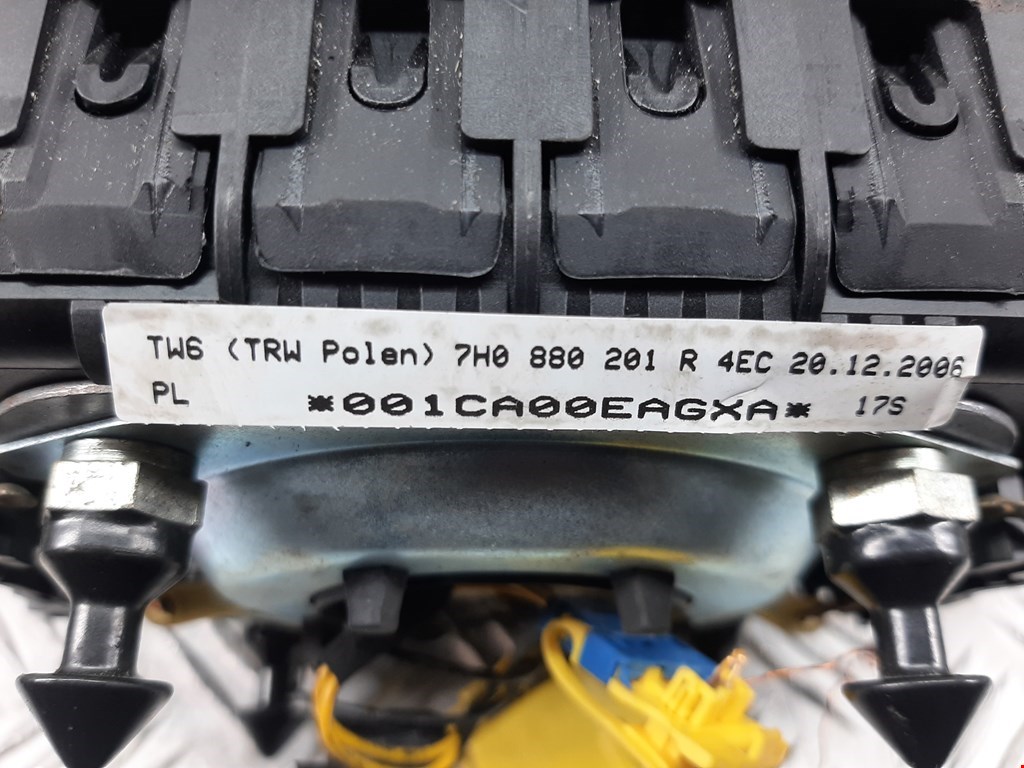 TW6 (TRW Polen) 7H0 880 201 R 4EC 20.12.2006
PL *001CA00EAGXA* 17S